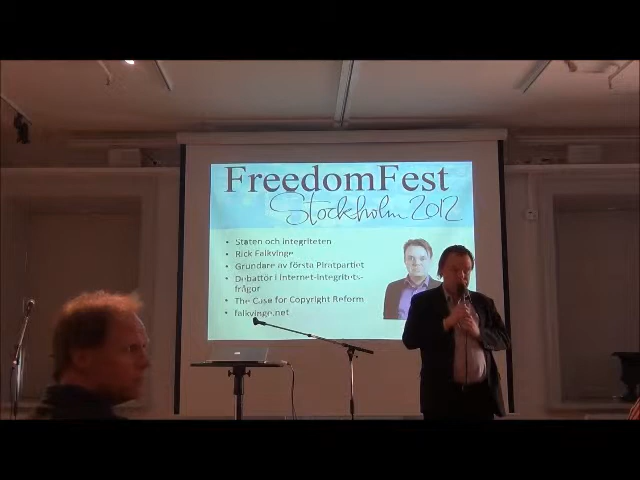 FreedomFest
Stockholm 2012
• Staten och integriteten
• Rick Falkvinge
• Grundare av första Piratpartiet
• Debattör i Internet-integritets-
frågor
• The Case for Copyright Reform
• falkvinge.net